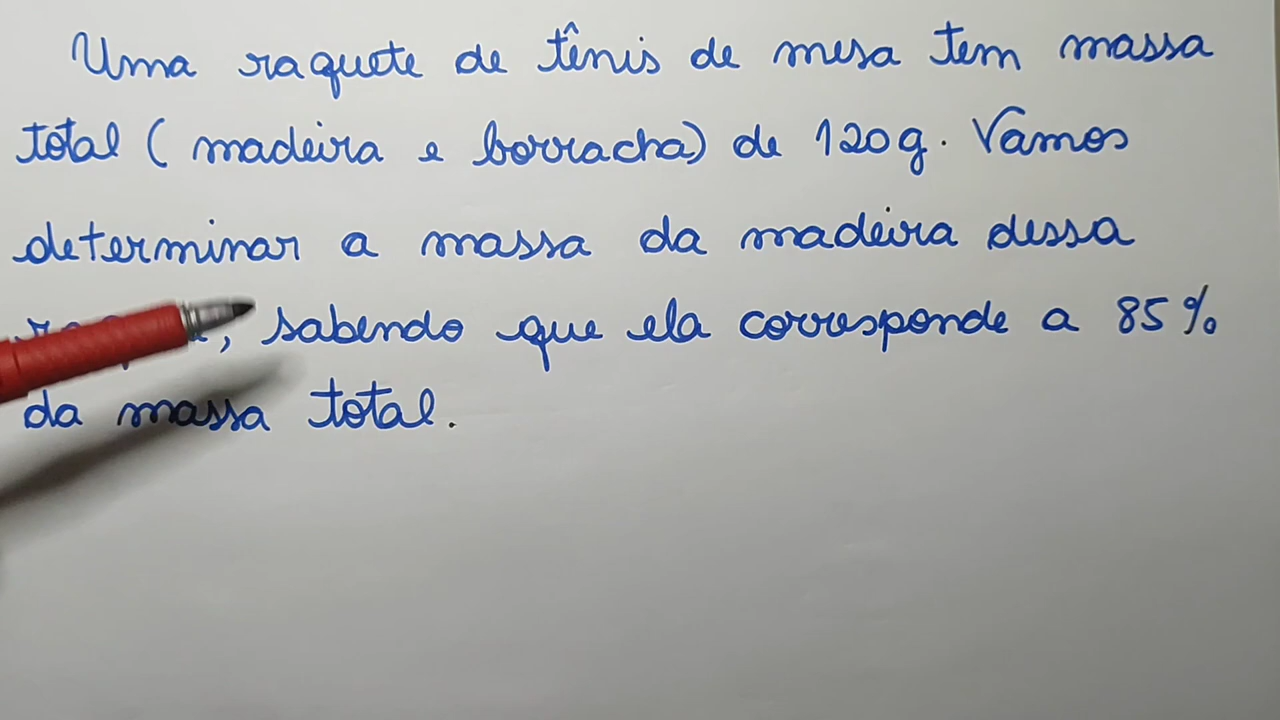 Uma raquete de tênis de mesa tem massa
total ( madeira e borracha) de 120g. Vamos
determinar a massa da madeira dessa
sabendo que ela corresponde a 85%
da massa total.